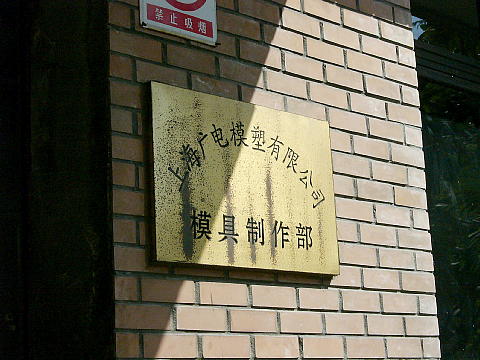 禁止吸烟
上海广电模塑有限公司
模具制作部